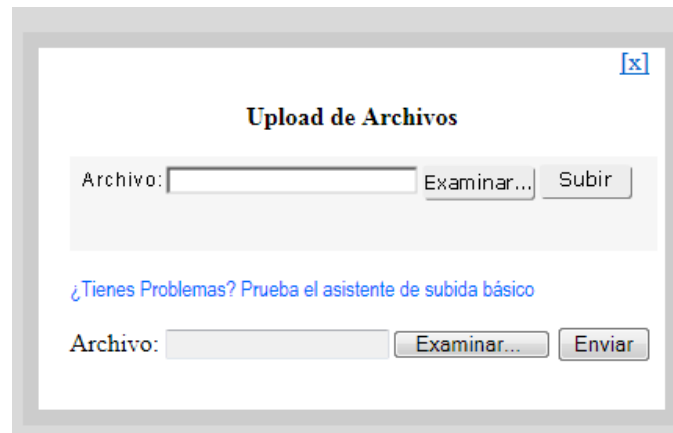 [x]
Upload de Archivos
Archivo: Examinar... Subir
¿Tienes Problemas? Prueba el asistente de subida básico
Archivo: Examinar... Enviar